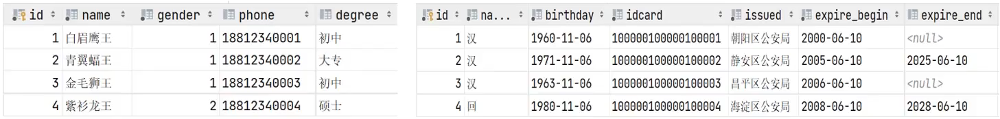 id name gender phone degree
1 白眉鹰王 1 18812340001 初中
2 青翼蝠王 1 18812340002 大专
3 金毛狮王 1 18812340003 初中
4 紫衫龙王 2 18812340004 硕士
id na... birthday idcard issued expire_begin expire_end
1 汉 1960-11-06 100000100000100001 朝阳区公安局 2000-06-10 <null>
2 汉 1971-11-06 100000100000100002 静安区公安局 2005-06-10 2025-06-10
3 汉 1963-11-06 100000100000100003 昌平区公安局 2006-06-10 <null>
4 回 1980-11-06 100000100000100004 海淀区公安局 2008-06-10 2028-06-10